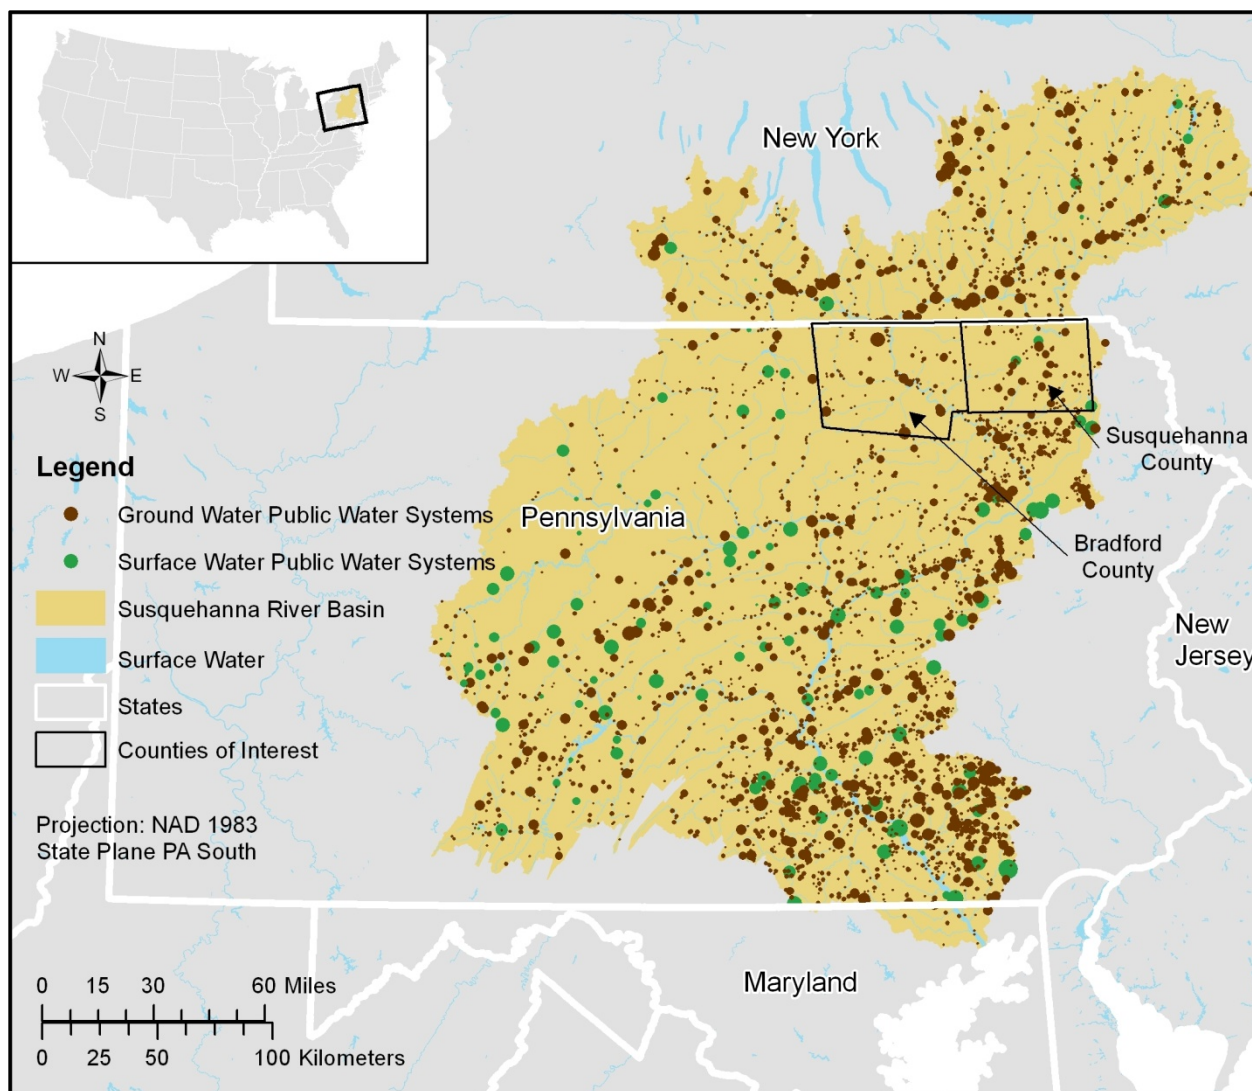 New York
N
W E
S
Susquehanna
County
Legend
Ground Water Public Water Systems
Pennsylvania
Bradford
County
Surface Water Public Water Systems
Susquehanna River Basin
New
Jersey
Surface Water
States
Counties of Interest
Projection: NAD 1983
State Plane PA South
Maryland
0 15 30 60 Miles
0 25 50 100 Kilometers